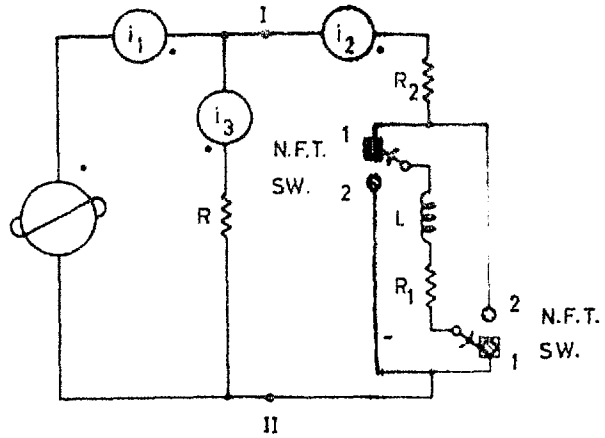 I
i₁
i₂
i₃
R₂
1
N.F.T.
SW.
2
R
L
R₁
2
N.F.T.
SW.
1
II